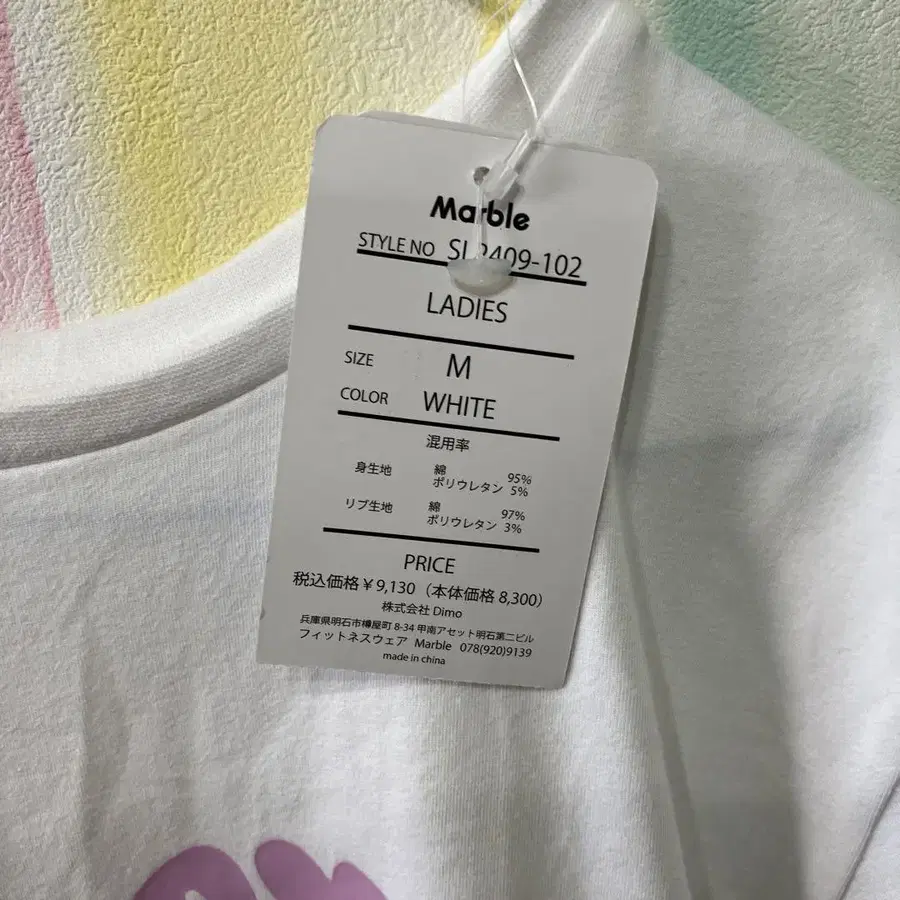 Marble
STYLE NO 2409-102
LADIES
SIZE M
COLOR WHITE
混用率
身生地 綿 95%
ポリウレタン 5%
リブ生地 綿 97%
ポリウレタン 3%
PRICE
税込価格¥9,130(本体価格8,300)
株式会社 Dimo
兵庫県明石市樽屋町8-34 甲南アセット明石第二ビル
フィットネスウェア Marble 078(920)9139
made in china